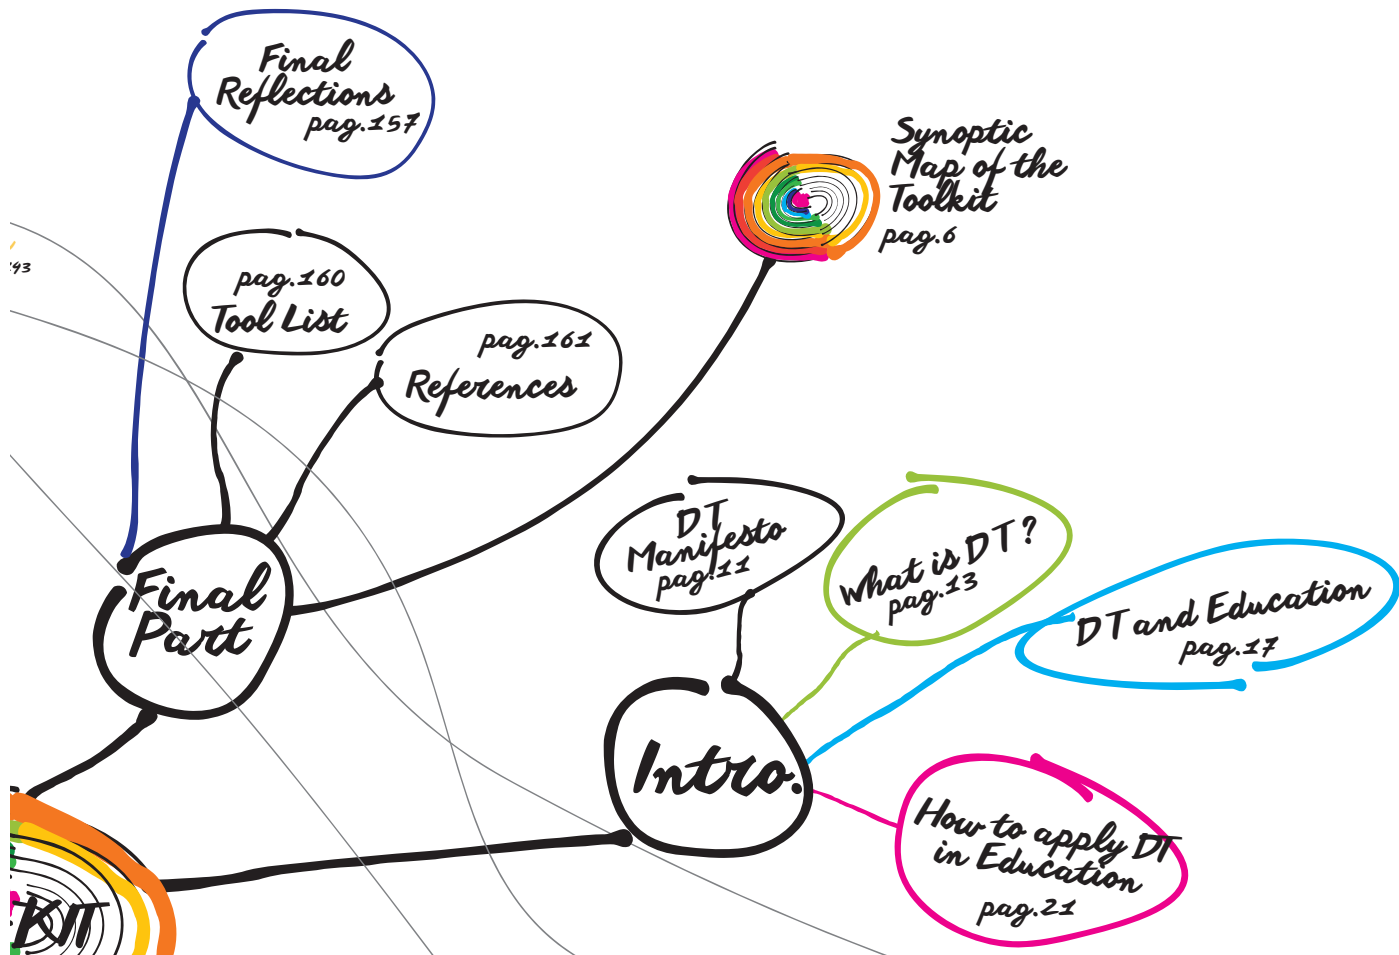 Final
Reflections
pag.157
Synoptic
Map of the
Toolkit
pag.6
pag.160
Tool List
pag.161
References
DT
Manifesto
pag.11
What is DT?
pag.13
DT and Education
pag.17
Final
Part
Intro.
How to apply DT
in Education
pag.21
KIT